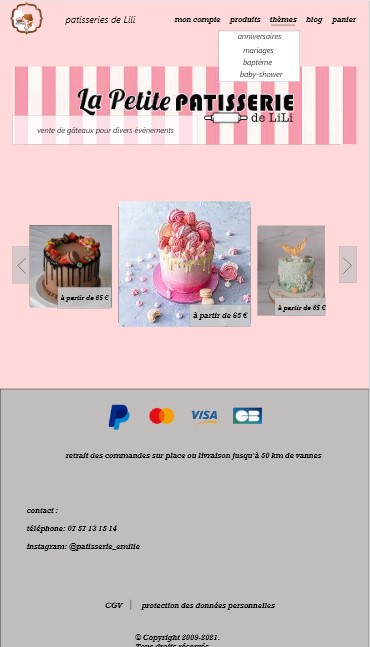 patisseries de Lili
mon compte produits thèmes blog panier
anniversaires
mariages
baptème
baby-shower
La Petite PATISSERIE
de LiLi
vente de gâteaux pour divers évènements
à partir de 65 €
à partir de 65 €
à partir de 65 €
PayPal
VISA
CB
retrait des commandes sur place ou livraison jusqu'à 50 km de vannes
contact :
téléphone: 07 57 13 15 14
instagram: @patisserie_emilie
CGV | protection des données personnelles
© Copyright 2009-2021.
Tous droits réservés